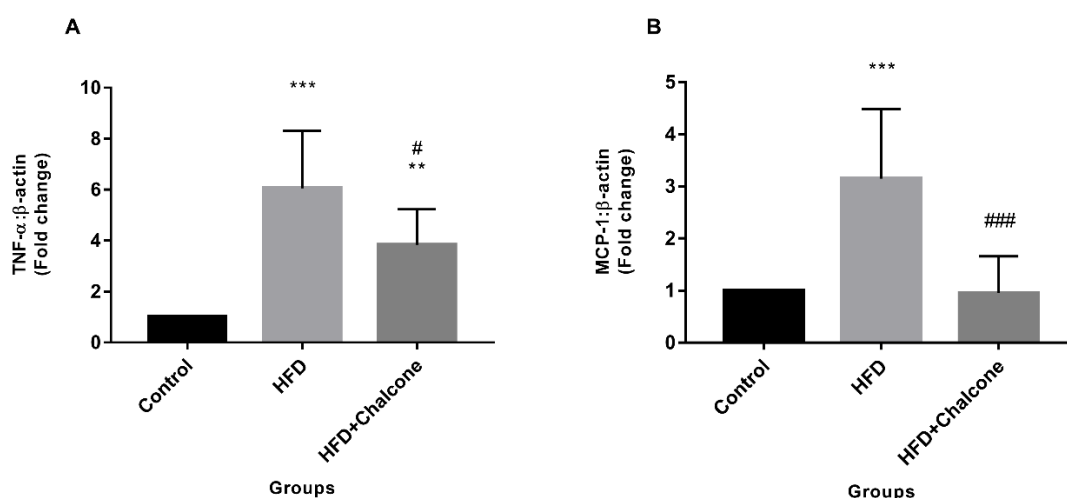 A
TNF-α:β-actin
(Fold change)
10
8
6
4
2
0
***
#
**
Control
HFD
HFD+Chalcone
Groups
B
MCP-1:β-actin
(Fold change)
5
4
3
2
1
0
***
###
Control
HFD
HFD+Chalcone
Groups